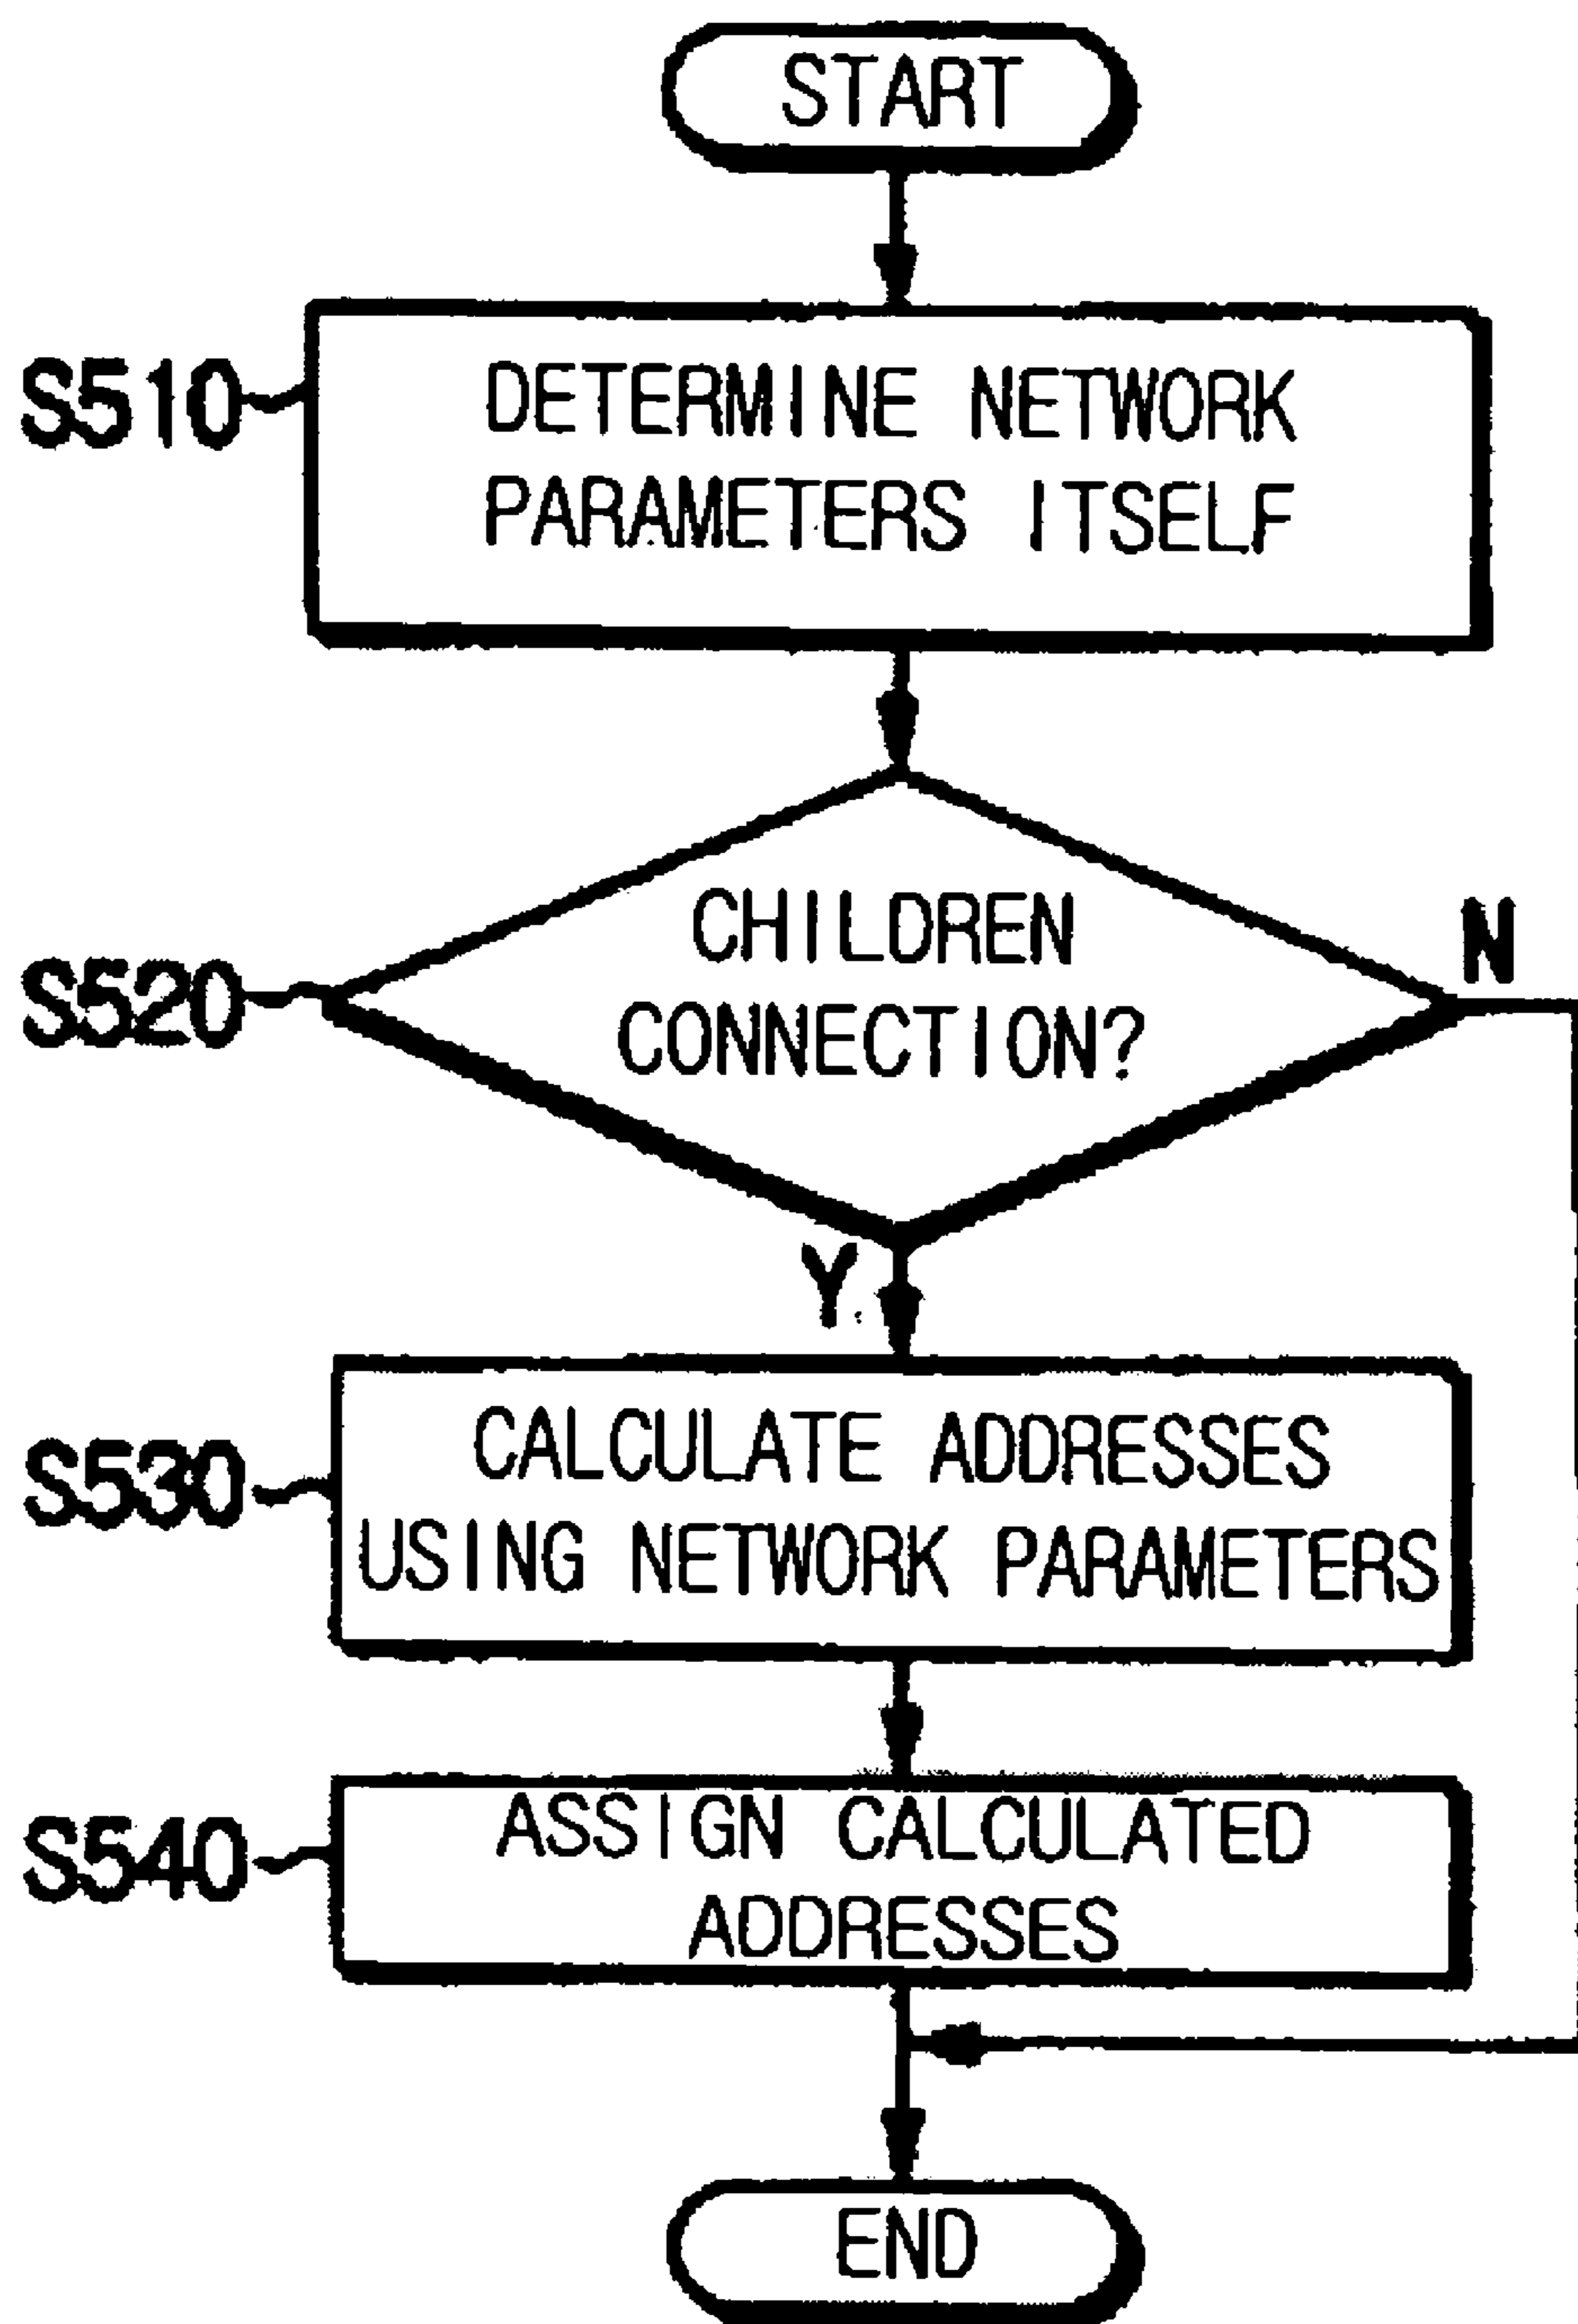 START
S510
DETERMINE NETWORK
PARAMETERS ITSELF
CHILDREN
CONNECTION?
N
S520
Y
CALCULATE ADDRESSES
USING NETWORK PARAMETERS
S530
ASSIGN CALCULATED
ADDRESSES
S540
END